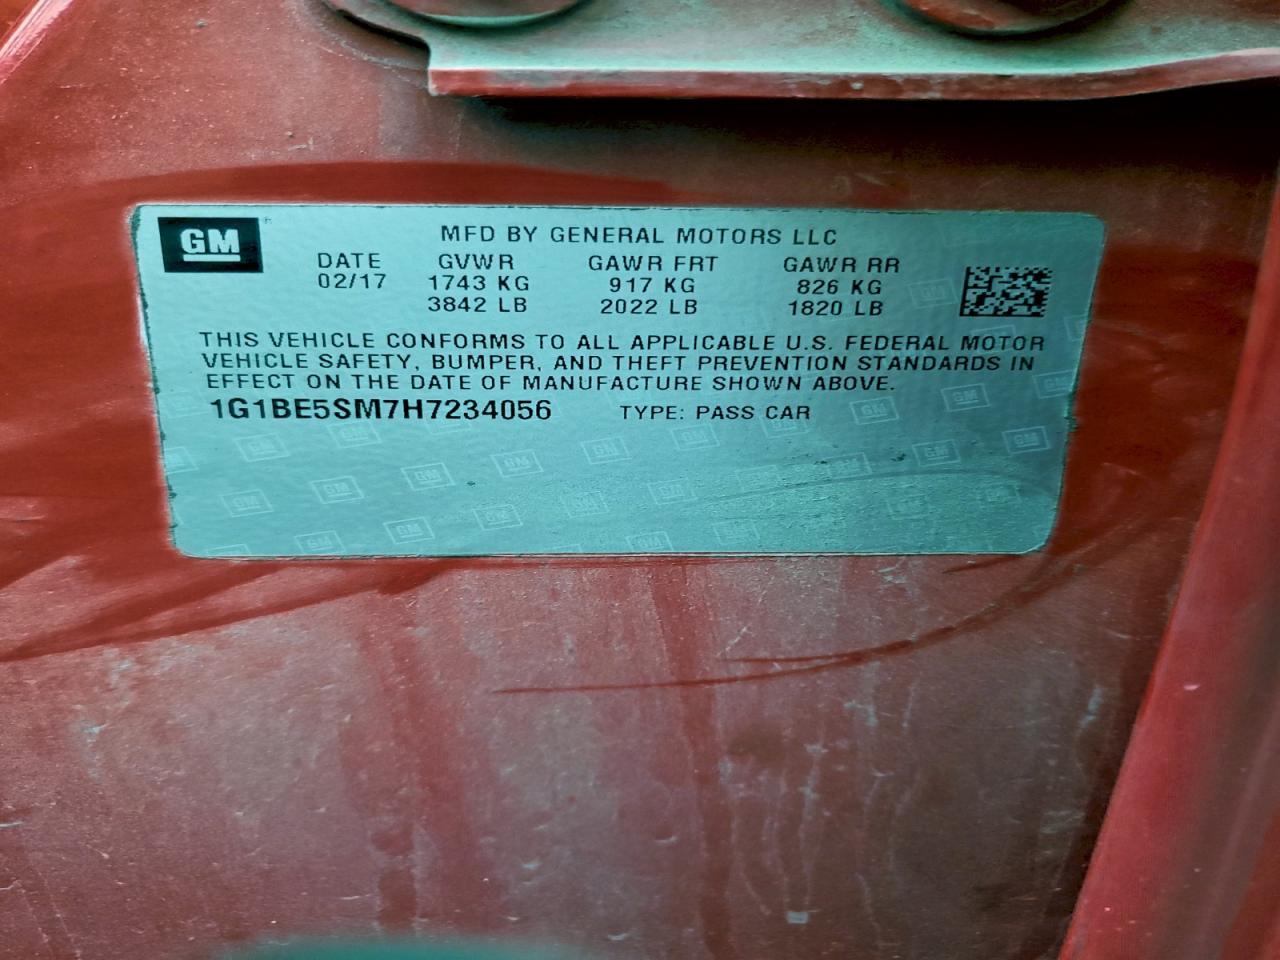 GM
MFD BY GENERAL MOTORS LLC
DATE GVWR GAWR FRT GAWR RR
02/17 1743 KG 917 KG 826 KG
3842 LB 2022 LB 1820 LB
THIS VEHICLE CONFORMS TO ALL APPLICABLE U.S. FEDERAL MOTOR
VEHICLE SAFETY, BUMPER, AND THEFT PREVENTION STANDARDS IN
EFFECT ON THE DATE OF MANUFACTURE SHOWN ABOVE.
1G1BE5SM7H7234056 TYPE: PASS CAR